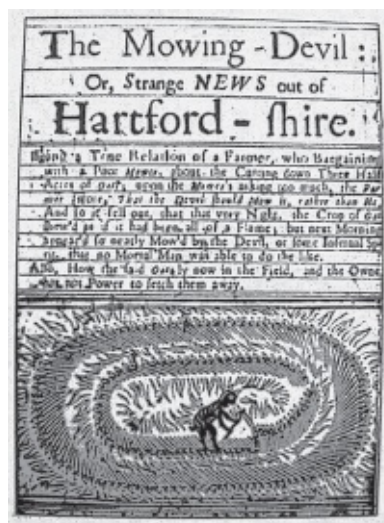 The Mowing-Devil:
Or, Strange NEWS out of
Hartford-ſhire.
Being a True Relation of a Farmer, who Bargaining
with a Poor Mower, about the Cutting down Three Half
Acres of Oats, upon the Mower's asking too much, the Far-
mer ſwore, That the Devil should Mow it, rather than He.
And so it fell out, that that very Night, the Crop of Oat
shew'd as if it had been all of a Flame; but next Morning
appear'd so neatly Mow'd by the Devil, or some Infernal Spi-
rit, that no Mortal Man was able to do the like.
Also, How the said Oats ly now in the Field, and the Owner
has not Power to fetch them away.